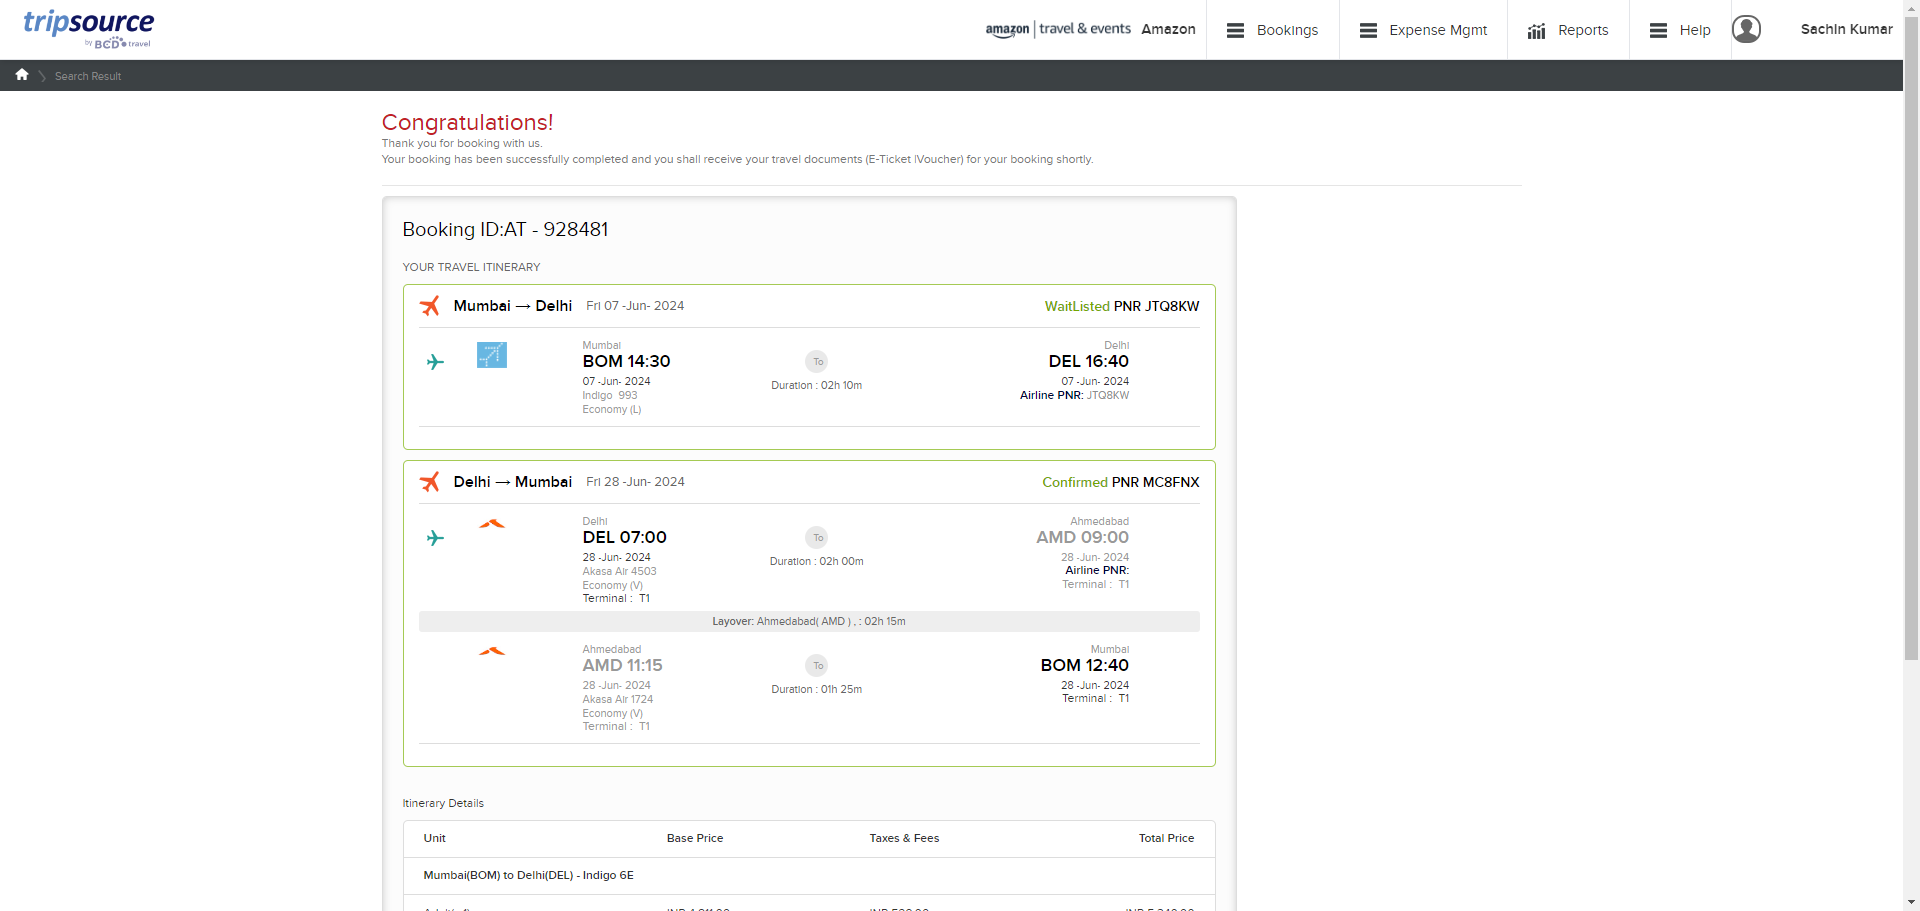 tripsource
by BCD travel
amazon | travel & events Amazon
Bookings
Expense Mgmt
Reports
Help
Sachin Kumar
Search Result
Congratulations!
Thank you for booking with us.
Your booking has been successfully completed and you shall receive your travel documents (E-Ticket |Voucher) for your booking shortly.
Booking ID:AT - 928481
YOUR TRAVEL ITINERARY
Mumbai → Delhi Fri 07 -Jun- 2024 WaitListed PNR JTQ8KW
Mumbai
BOM 14:30
07 -Jun- 2024
Indigo 993
Economy (L)
To
Duration : 02h 10m
Delhi
DEL 16:40
07 -Jun- 2024
Airline PNR: JTQ8KW
Delhi → Mumbai Fri 28 -Jun- 2024 Confirmed PNR MC8FNX
Delhi
DEL 07:00
28 -Jun- 2024
Akasa Air 4503
Economy (V)
Terminal : T1
To
Duration : 02h 00m
Ahmedabad
AMD 09:00
28 -Jun- 2024
Airline PNR:
Terminal : T1
Layover: Ahmedabad( AMD ) , : 02h 15m
Ahmedabad
AMD 11:15
28 -Jun- 2024
Akasa Air 1724
Economy (V)
Terminal : T1
To
Duration : 01h 25m
Mumbai
BOM 12:40
28 -Jun- 2024
Terminal : T1
Itinerary Details
Unit Base Price Taxes & Fees Total Price
Mumbai(BOM) to Delhi(DEL) - Indigo 6E